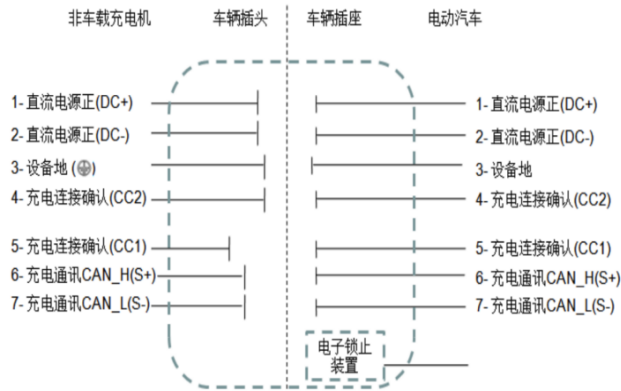 非车载充电机 车辆插头 车辆插座 电动汽车
1- 直流电源正(DC+) 1- 直流电源正(DC+)
2- 直流电源正(DC-) 2- 直流电源正(DC-)
3- 设备地 (⏚) 3- 设备地
4- 充电连接确认(CC2) 4- 充电连接确认(CC2)
5- 充电连接确认(CC1) 5- 充电连接确认(CC1)
6- 充电通讯CAN_H(S+) 6- 充电通讯CAN_H(S+)
7- 充电通讯CAN_L(S-) 7- 充电通讯CAN_L(S-)
电子锁止
装置